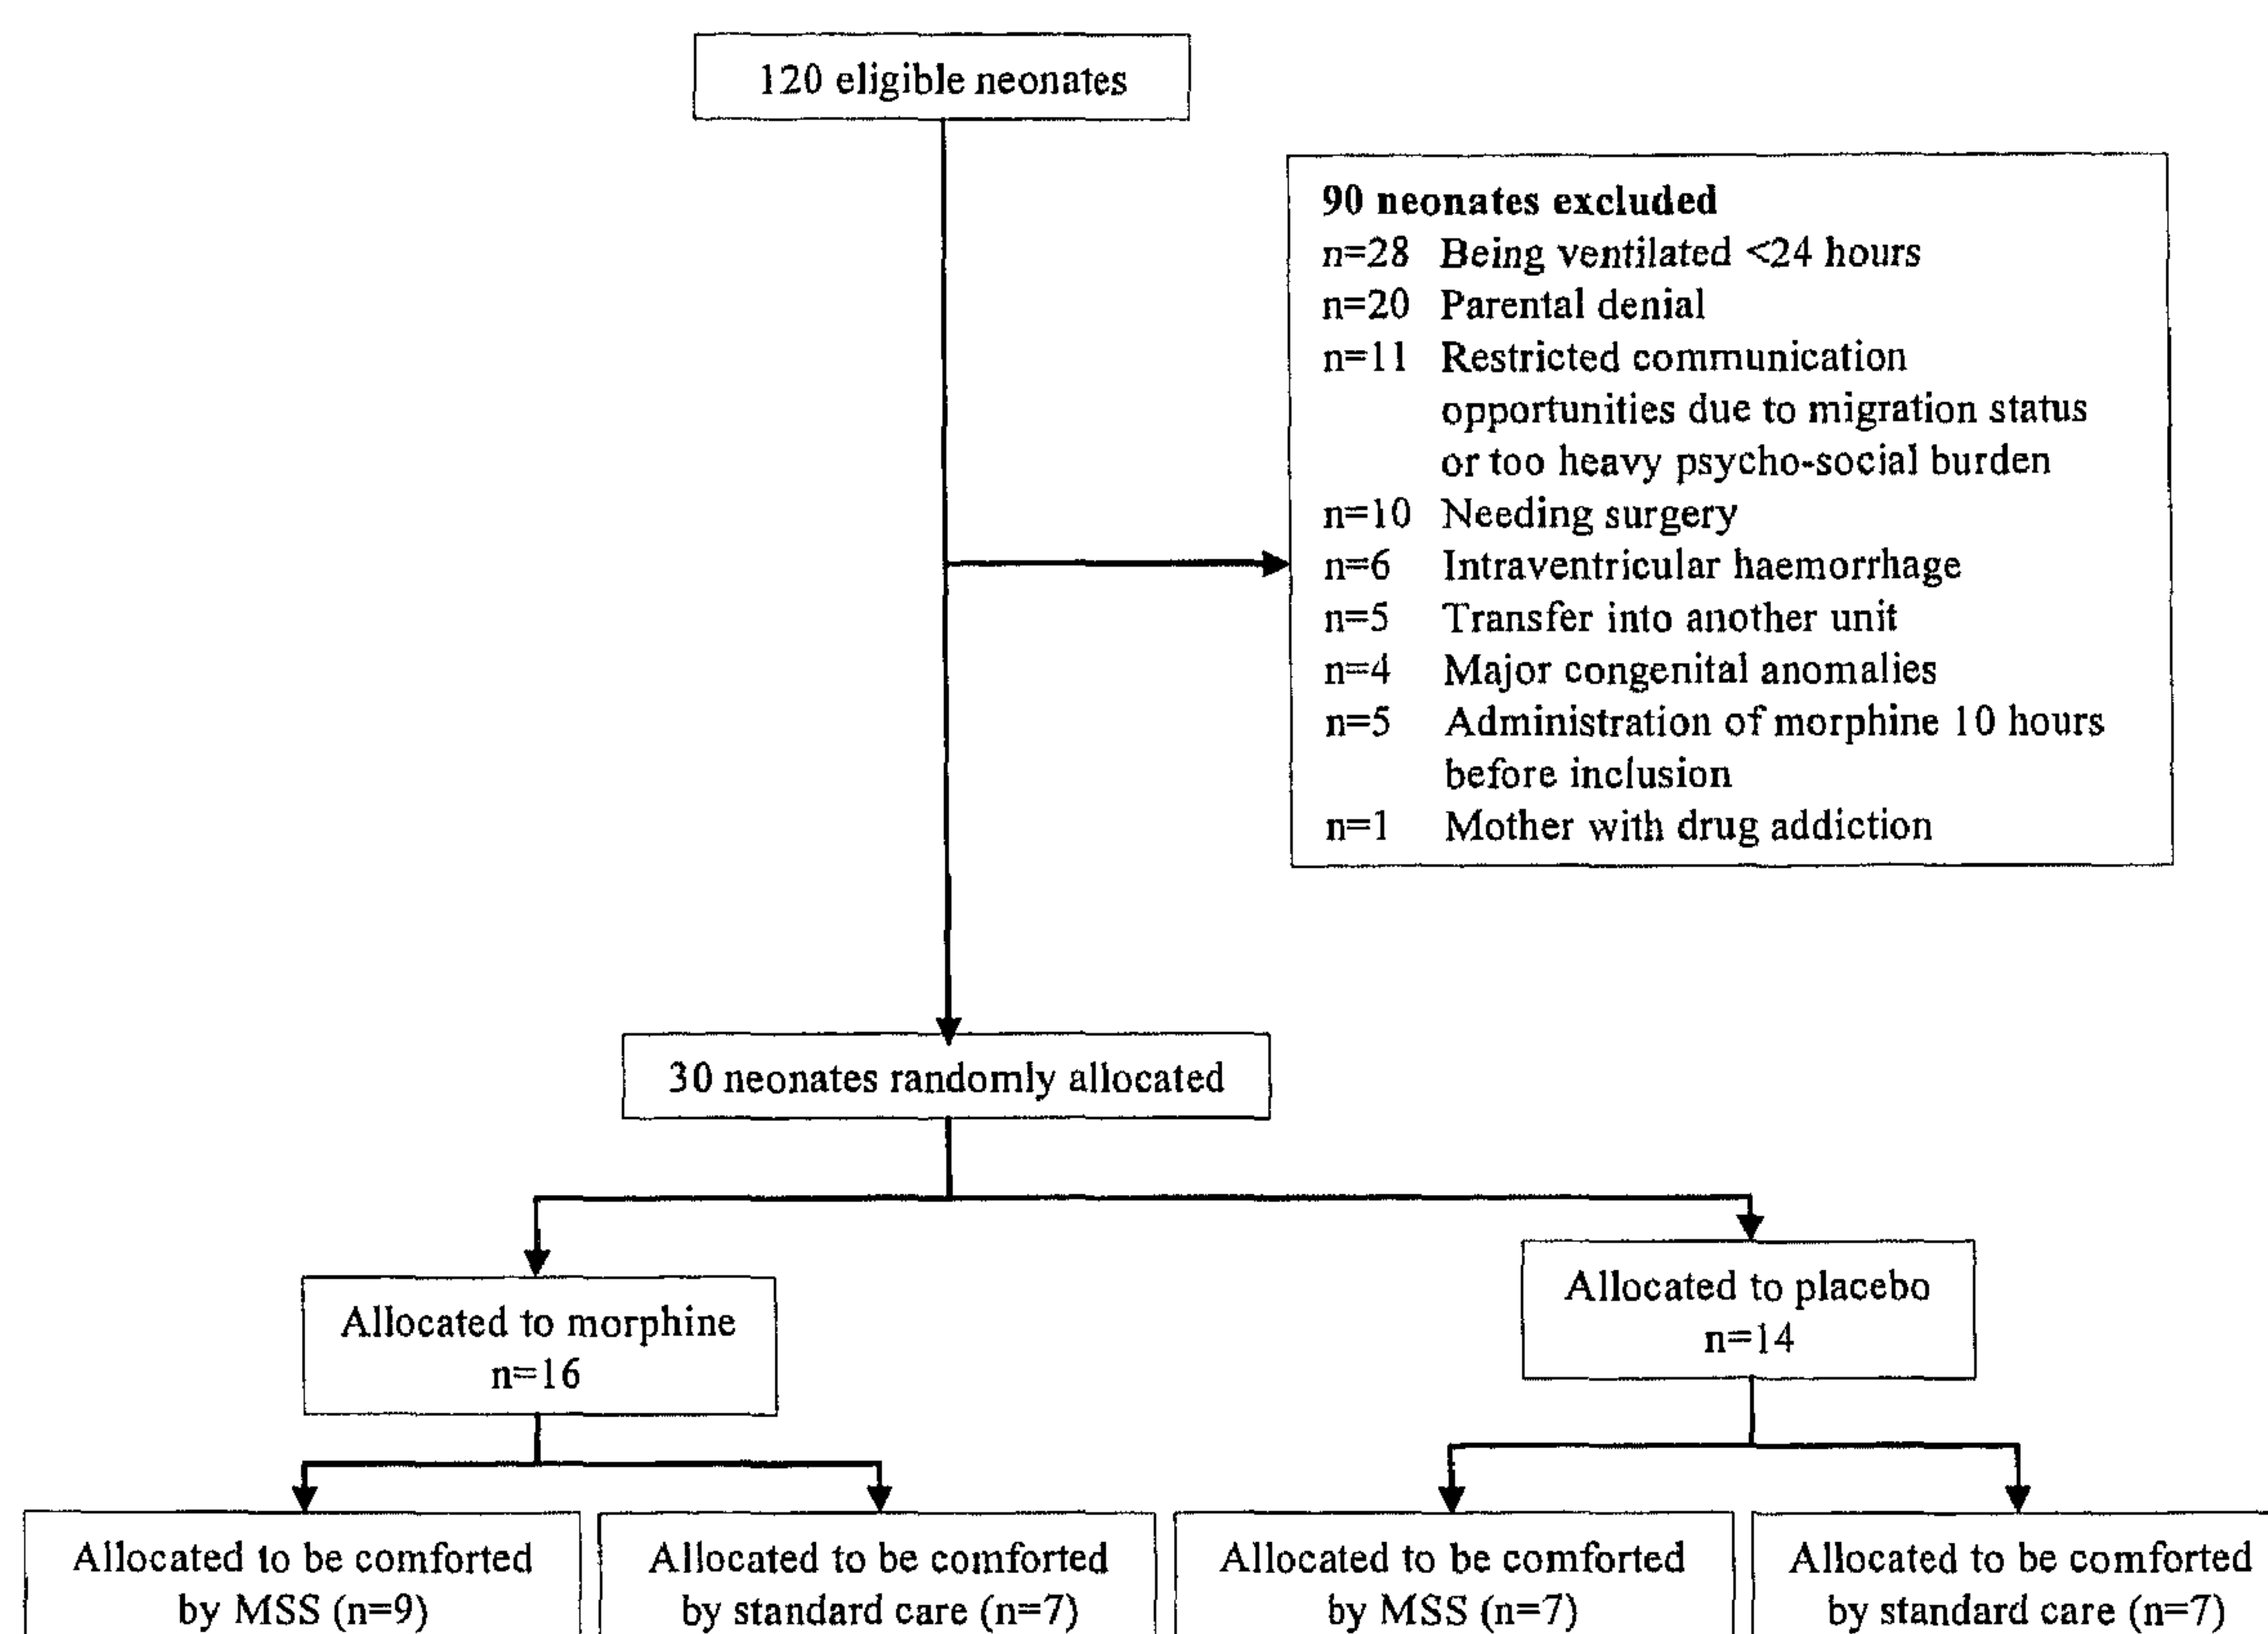 120 eligible neonates
90 neonates excluded
n=28 Being ventilated <24 hours
n=20 Parental denial
n=11 Restricted communication
opportunities due to migration status
or too heavy psycho-social burden
n=10 Needing surgery
n=6 Intraventricular haemorrhage
n=5 Transfer into another unit
n=4 Major congenital anomalies
n=5 Administration of morphine 10 hours
before inclusion
n=1 Mother with drug addiction
30 neonates randomly allocated
Allocated to morphine
n=16
Allocated to placebo
n=14
Allocated to be comforted
by MSS (n=9)
Allocated to be comforted
by standard care (n=7)
Allocated to be comforted
by MSS (n=7)
Allocated to be comforted
by standard care (n=7)